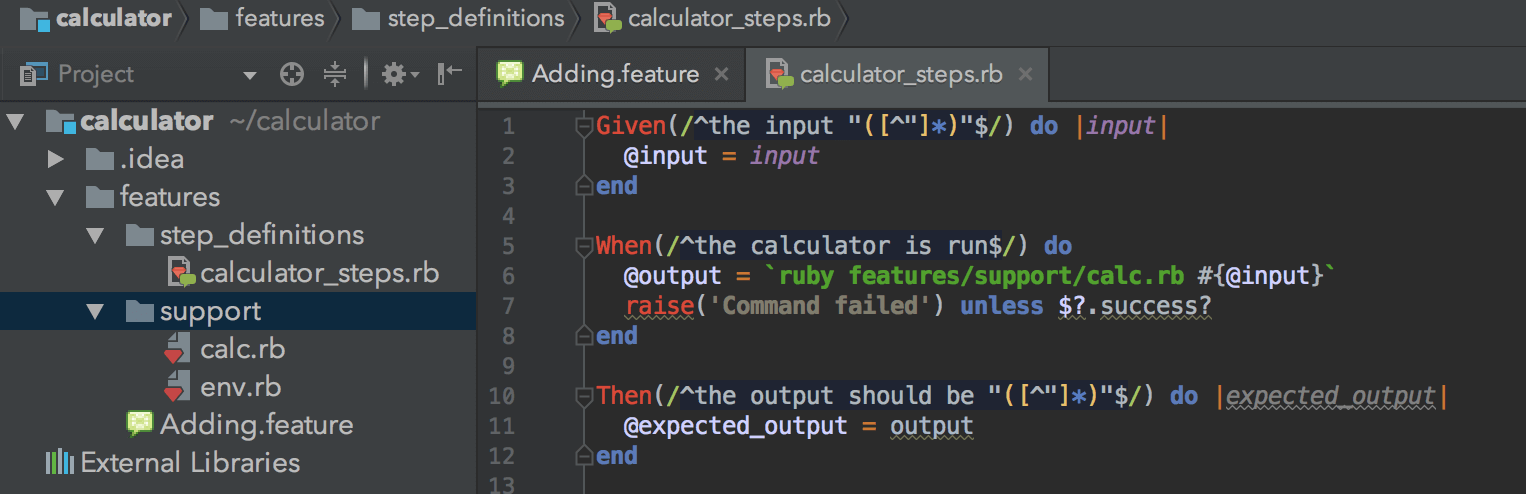 calculator features step_definitions calculator_steps.rb
Project
Adding.feature calculator_steps.rb
calculator ~/calculator
.idea
features
step_definitions
calculator_steps.rb
support
calc.rb
env.rb
Adding.feature
External Libraries
1 Given(/^the input "([^"]*)"$/) do |input|
2 @input = input
3 end
4
5 When(/^the calculator is run$/) do
6 @output = `ruby features/support/calc.rb #{@input}`
7 raise('Command failed') unless $?.success?
8 end
9
10 Then(/^the output should be "([^"]*)"$/) do |expected_output|
11 @expected_output = output
12 end
13